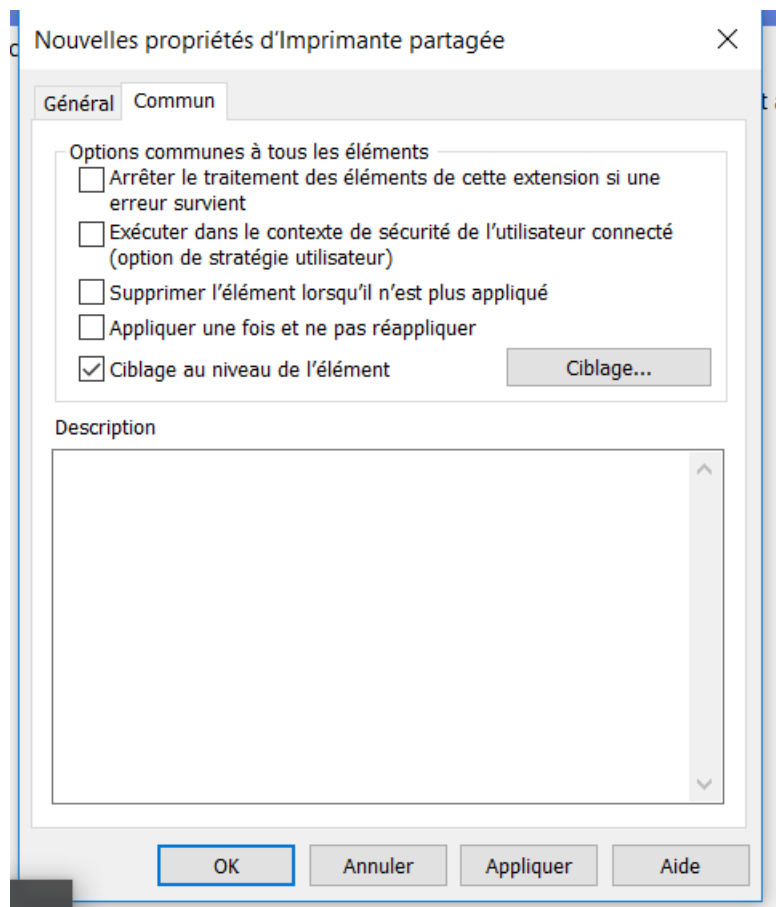 Nouvelles propriétés d’Imprimante partagée
Général Commun
Options communes à tous les éléments
Arrêter le traitement des éléments de cette extension si une
erreur survient
Exécuter dans le contexte de sécurité de l’utilisateur connecté
(option de stratégie utilisateur)
Supprimer l’élément lorsqu’il n’est plus appliqué
Appliquer une fois et ne pas réappliquer
Ciblage au niveau de l’élément Ciblage...
Description
OK Annuler Appliquer Aide